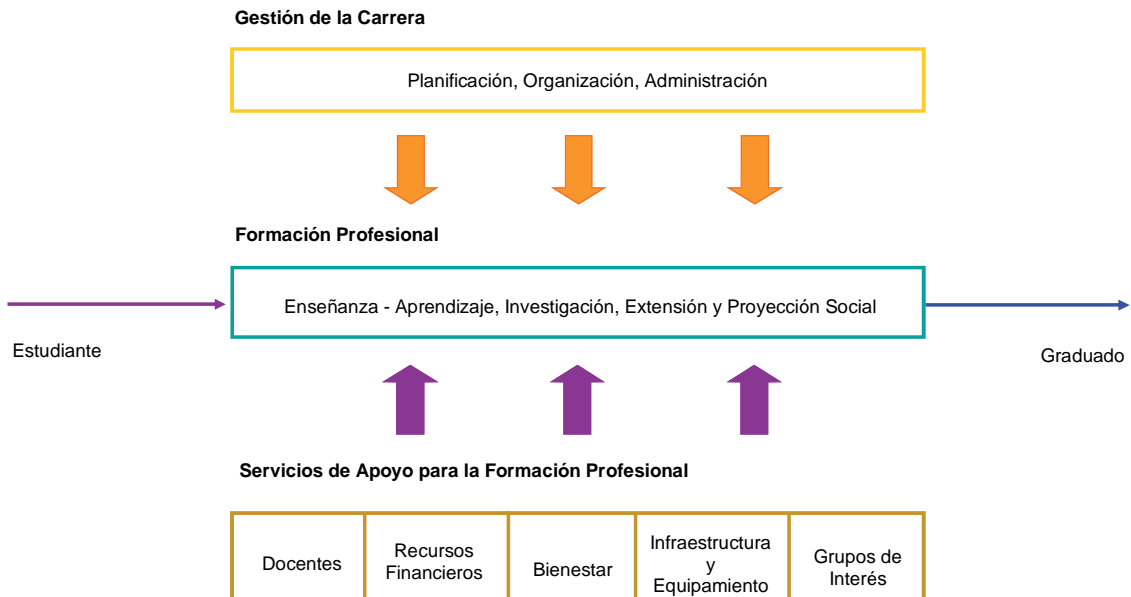 Gestión de la Carrera
Planificación, Organización, Administración
Formación Profesional
Enseñanza - Aprendizaje, Investigación, Extensión y Proyección Social
Estudiante
Graduado
Servicios de Apoyo para la Formación Profesional
Docentes
Recursos
Financieros
Bienestar
Infraestructura
y
Equipamiento
Grupos de
Interés